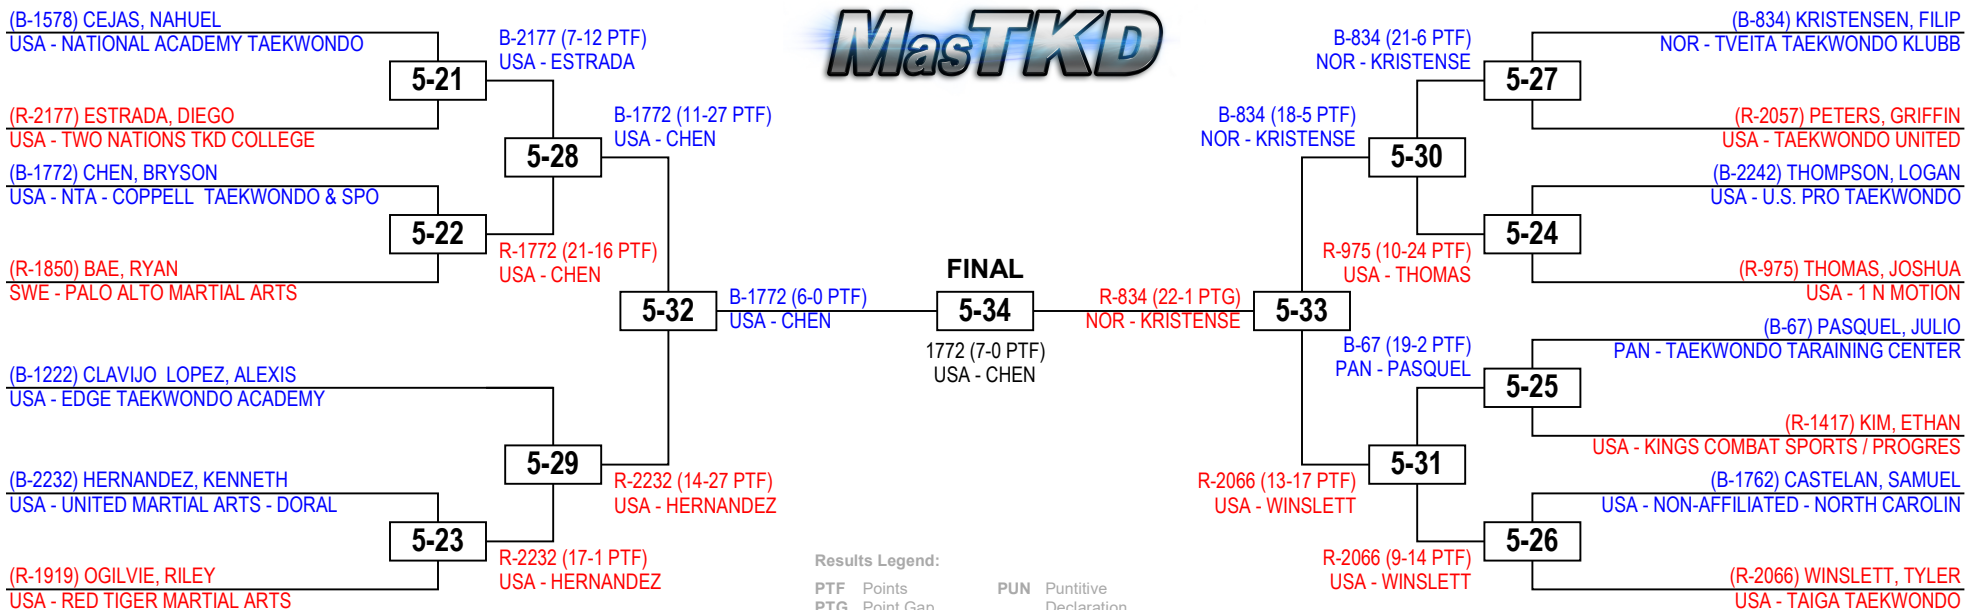 (B-1578) CEJAS, NAHUEL
USA - NATIONAL ACADEMY TAEKWONDO
5-21
(R-2177) ESTRADA, DIEGO
USA - TWO NATIONS TKD COLLEGE
B-2177 (7-12 PTF)
USA - ESTRADA
(B-1772) CHEN, BRYSON
USA - NTA - COPPELL  TAEKWONDO & SPO
5-22
(R-1850) BAE, RYAN
SWE - PALO ALTO MARTIAL ARTS
R-1772 (21-16 PTF)
USA - CHEN
5-28
B-1772 (11-27 PTF)
USA - CHEN
(B-1222) CLAVIJO  LOPEZ, ALEXIS
USA - EDGE TAEKWONDO ACADEMY
(B-2232) HERNANDEZ, KENNETH
USA - UNITED MARTIAL ARTS - DORAL
5-23
(R-1919) OGILVIE, RILEY
USA - RED TIGER MARTIAL ARTS
R-2232 (17-1 PTF)
USA - HERNANDEZ
5-29
R-2232 (14-27 PTF)
USA - HERNANDEZ
5-32
B-1772 (6-0 PTF)
USA - CHEN
MasTKD
FINAL
5-34
1772 (7-0 PTF)
USA - CHEN
R-834 (22-1 PTG)
NOR - KRISTENSE
5-33
B-834 (18-5 PTF)
NOR - KRISTENSE
5-30
B-834 (21-6 PTF)
NOR - KRISTENSE
5-27
(B-834) KRISTENSEN, FILIP
NOR - TVEITA TAEKWONDO KLUBB
(R-2057) PETERS, GRIFFIN
USA - TAEKWONDO UNITED
R-975 (10-24 PTF)
USA - THOMAS
5-24
(B-2242) THOMPSON, LOGAN
USA - U.S. PRO TAEKWONDO
(R-975) THOMAS, JOSHUA
USA - 1 N MOTION
R-2066 (13-17 PTF)
USA - WINSLETT
5-31
B-67 (19-2 PTF)
PAN - PASQUEL
5-25
(B-67) PASQUEL, JULIO
PAN - TAEKWONDO TARAINING CENTER
(R-1417) KIM, ETHAN
USA - KINGS COMBAT SPORTS / PROGRES
R-2066 (9-14 PTF)
USA - WINSLETT
5-26
(B-1762) CASTELAN, SAMUEL
USA - NON-AFFILIATED - NORTH CAROLIN
(R-2066) WINSLETT, TYLER
USA - TAIGA TAEKWONDO
Results Legend:
PTF Points
PTG Point Gap
PUN Puntitive
Declaration